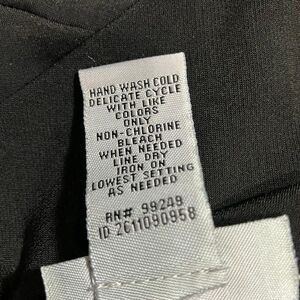 HAND WASH COLD
DELICATE CYCLE
WITH LIKE
COLORS
ONLY
NON-CHLORINE
BLEACH
WHEN NEEDED
LINE DRY
IRON ON
LOWEST SETTING
AS NEEDED
RN# 99249
ID 2611090958